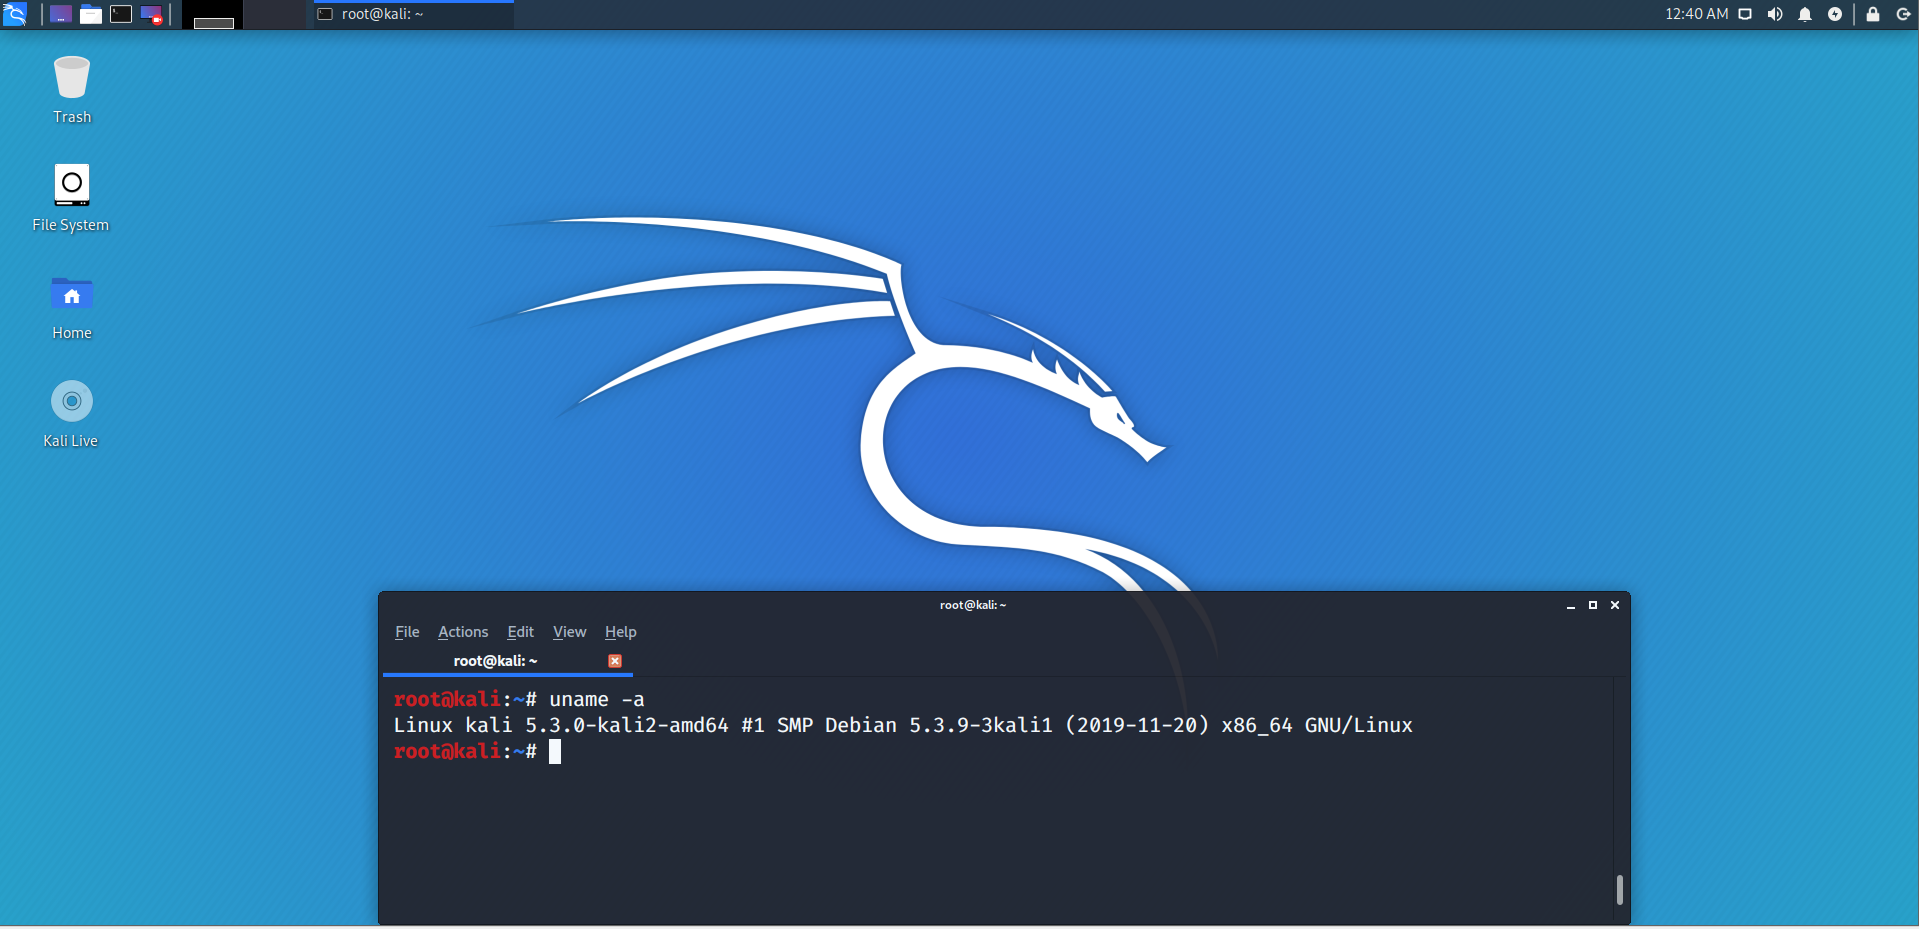 root@kali: ~
12:40 AM
Trash
File System
Home
Kali Live
root@kali: ~
File Actions Edit View Help
root@kali: ~
root@kali:~# uname -a
Linux kali 5.3.0-kali2-amd64 #1 SMP Debian 5.3.9-3kali1 (2019-11-20) x86_64 GNU/Linux
root@kali:~#